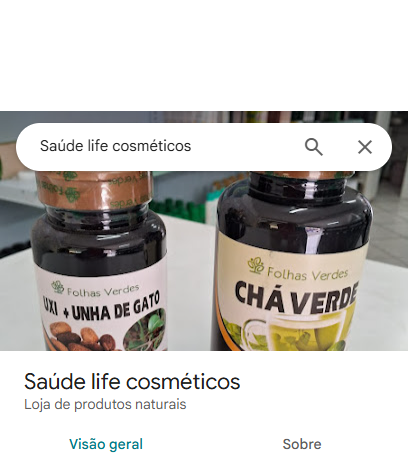 Saúde life cosméticos
Folhas Verdes
UXI + UNHA DE GATO
Folhas Verdes
CHÁ VERDE
Saúde life cosméticos
Loja de produtos naturais
Visão geral
Sobre